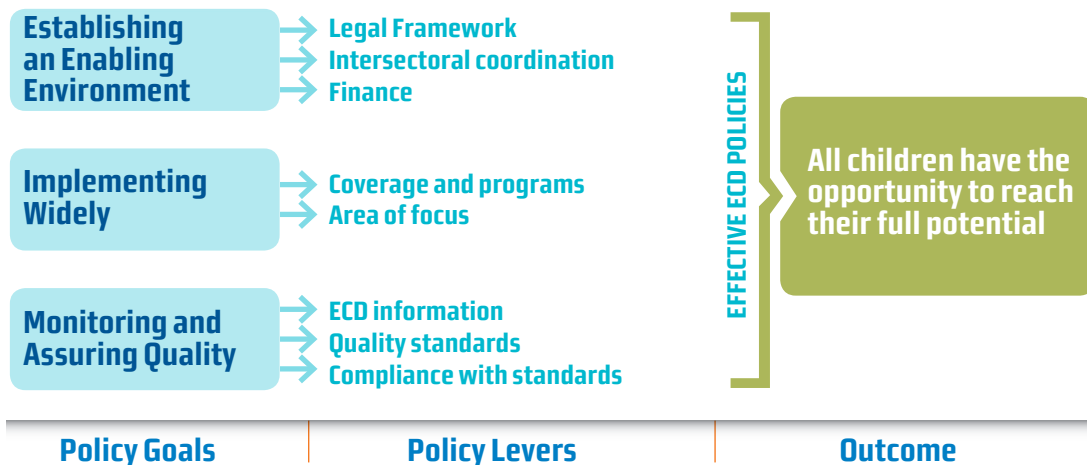 Establishing
an Enabling
Environment
Legal Framework
Intersectoral coordination
Finance
Implementing
Widely
Coverage and programs
Area of focus
Monitoring and
Assuring Quality
ECD information
Quality standards
Compliance with standards
EFFECTIVE ECD POLICIES
All children have the
opportunity to reach
their full potential
Policy Goals
Policy Levers
Outcome